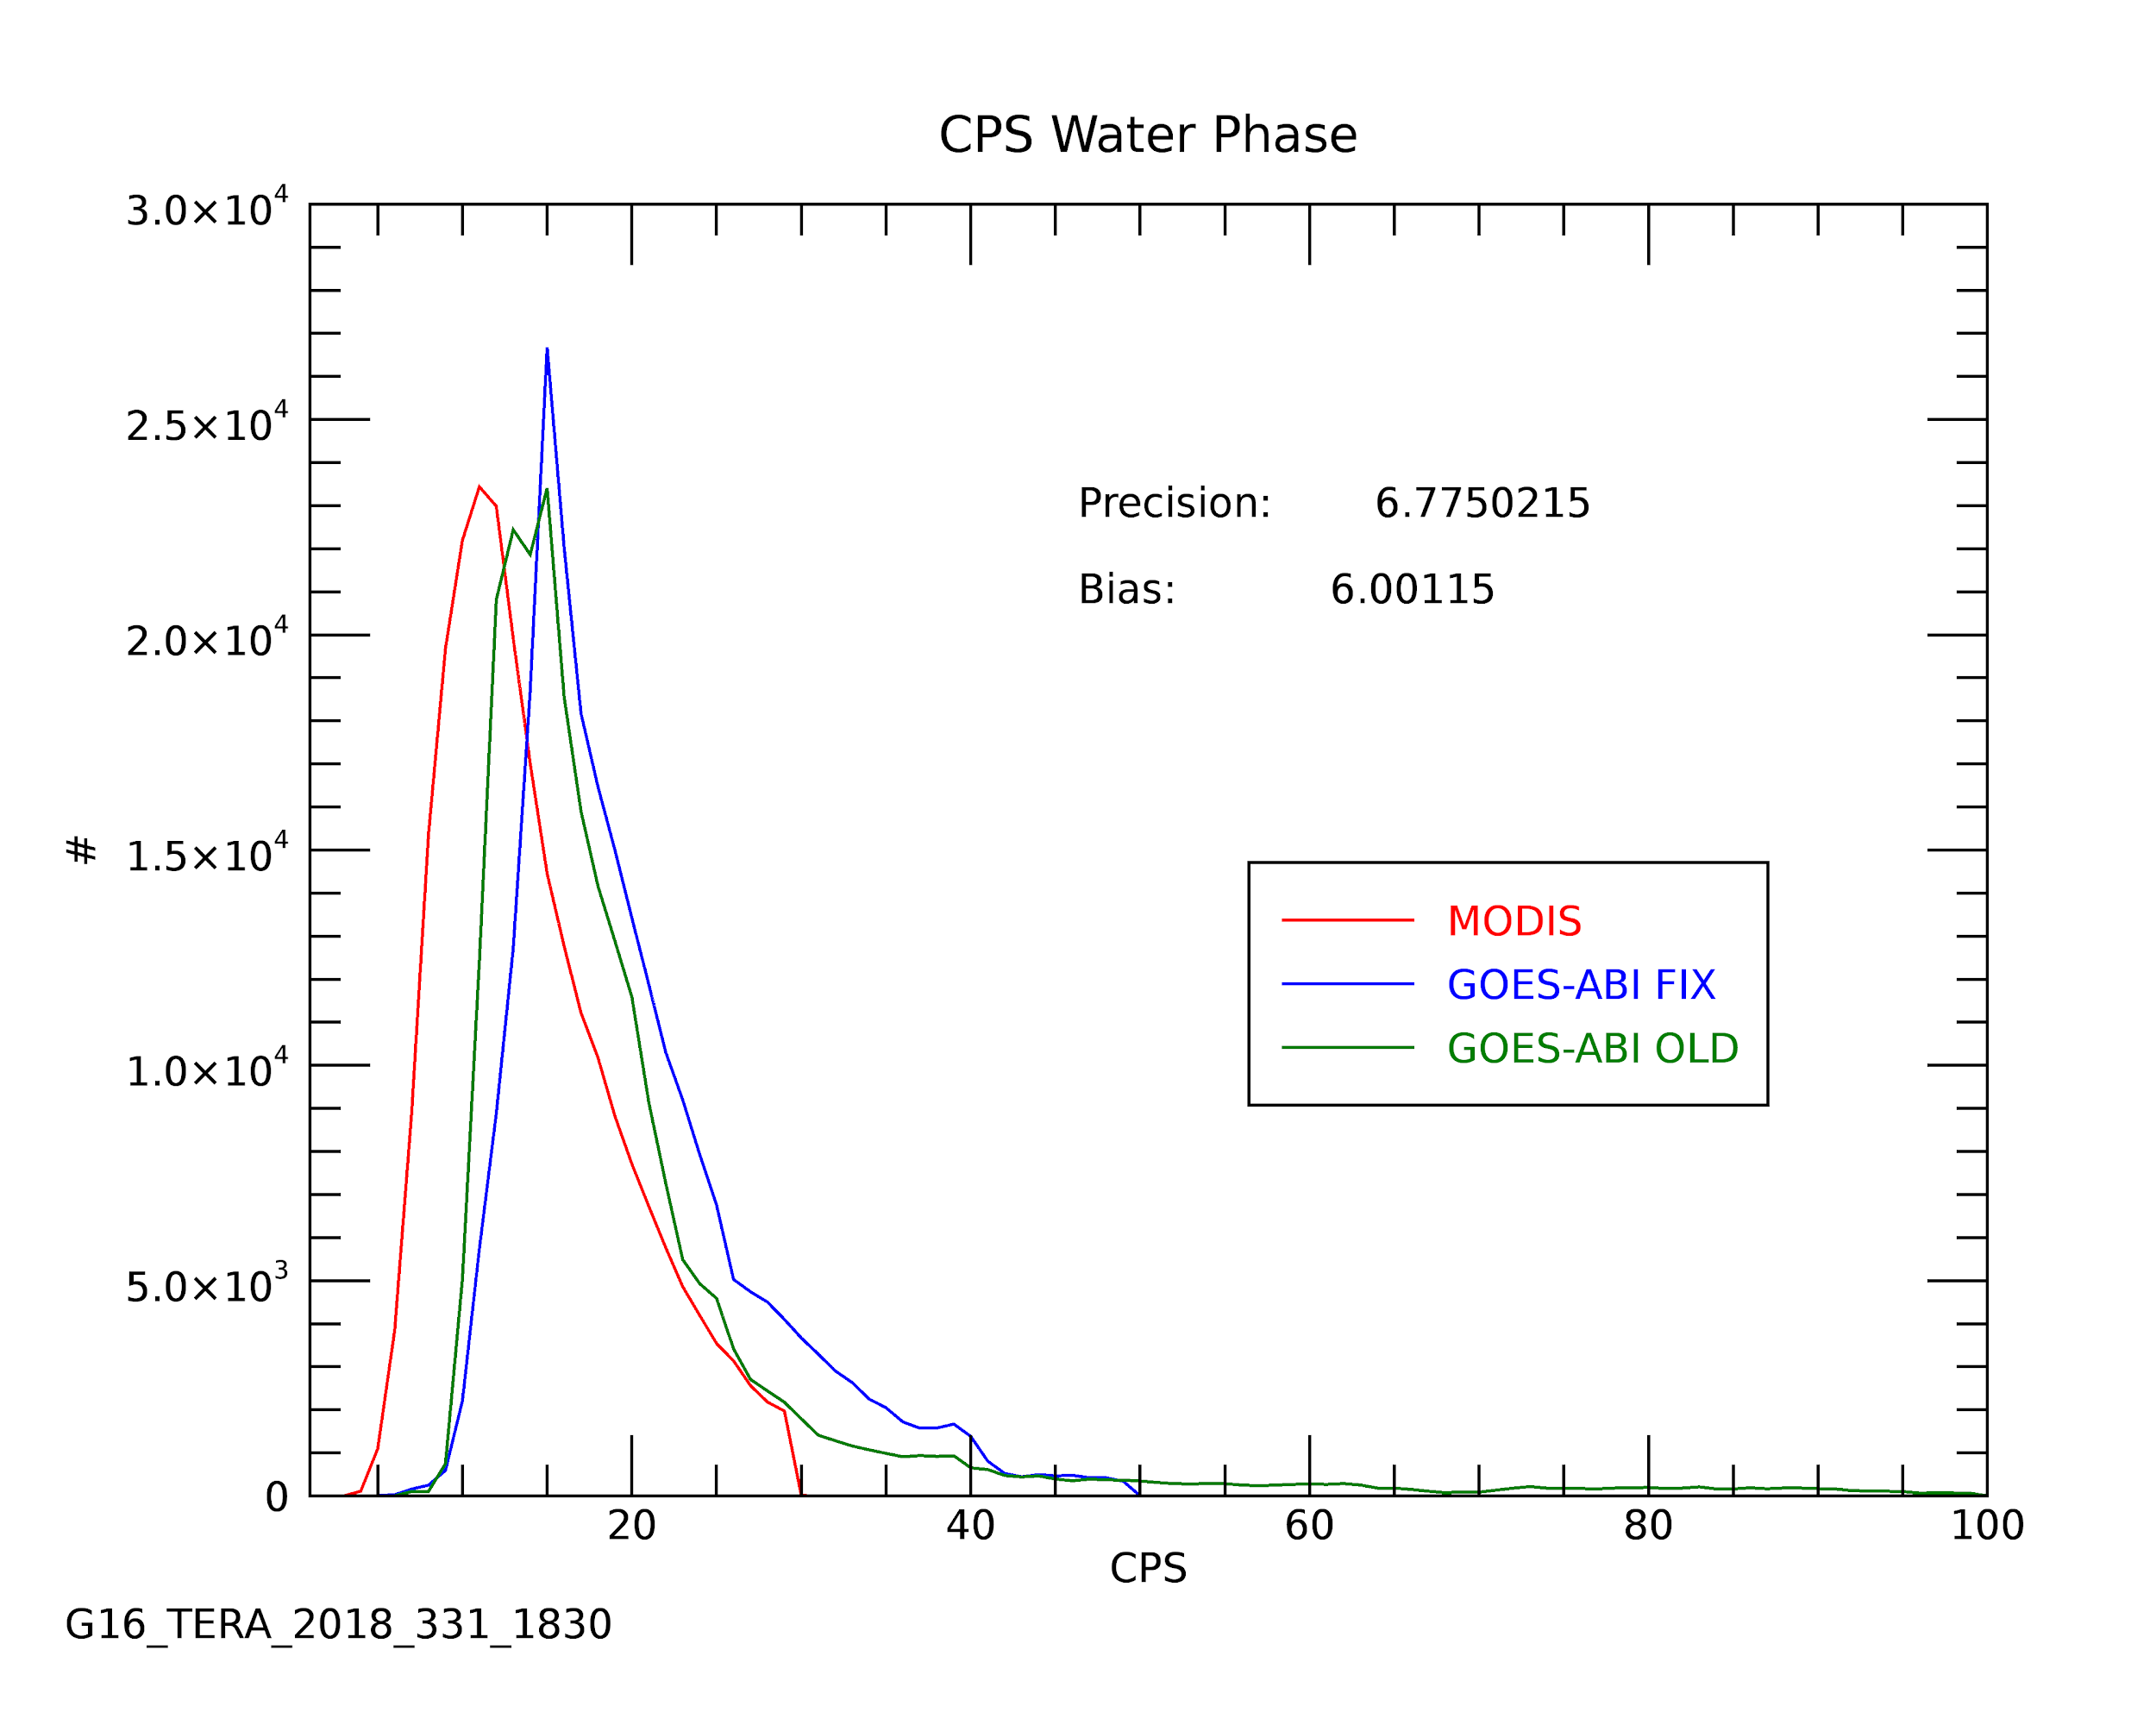 CPS Water Phase
3.0×10⁴
2.5×10⁴
2.0×10⁴
1.5×10⁴
1.0×10⁴
5.0×10³
0
#
Precision: 6.7750215
Bias: 6.00115
MODIS
GOES-ABI FIX
GOES-ABI OLD
20 40 60 80 100
CPS
G16_TERA_2018_331_1830